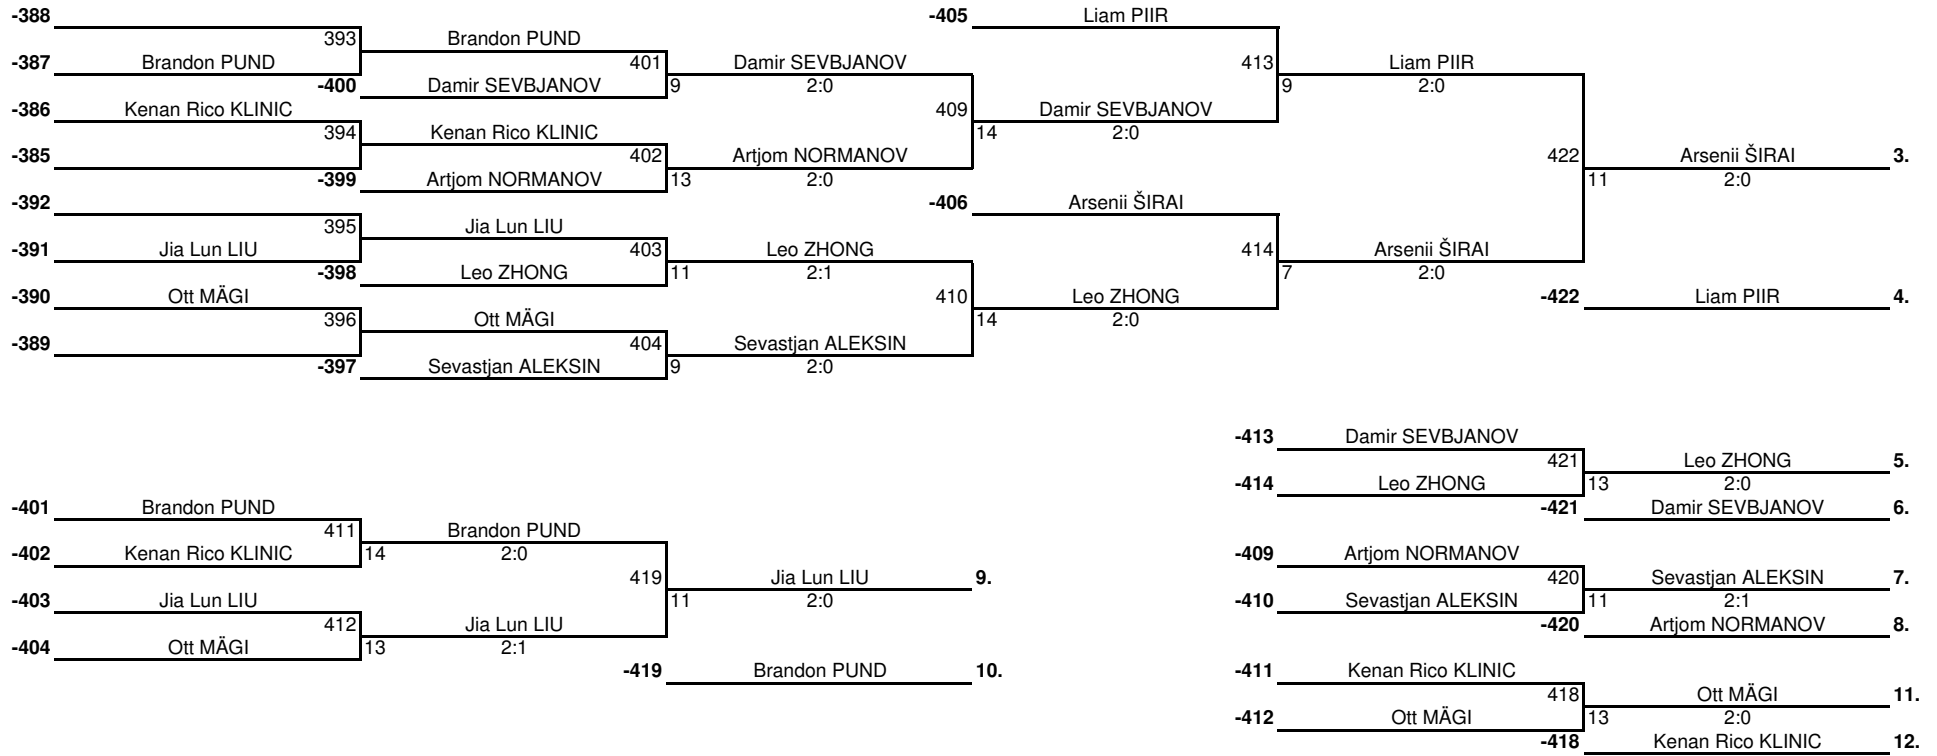 -388 -405 Liam PIIR
393 Brandon PUND
-387 Brandon PUND 401 Damir SEVBJANOV 413 Liam PIIR
-400 Damir SEVBJANOV 9 2:0 9 2:0
-386 Kenan Rico KLINIC 409 Damir SEVBJANOV
394 Kenan Rico KLINIC 14 2:0
-385 402 Artjom NORMANOV 422 Arsenii ŠIRAI 3.
-399 Artjom NORMANOV 13 2:0 11 2:0
-392 -406 Arsenii ŠIRAI
395 Jia Lun LIU
-391 Jia Lun LIU 403 Leo ZHONG 414 Arsenii ŠIRAI
-398 Leo ZHONG 11 2:1 7 2:0
-390 Ott MÄGI 410 Leo ZHONG -422 Liam PIIR 4.
396 Ott MÄGI 14 2:0
-389 404 Sevastjan ALEKSIN
-397 Sevastjan ALEKSIN 9 2:0
-413 Damir SEVBJANOV
421 Leo ZHONG 5.
-414 Leo ZHONG 13 2:0
-421 Damir SEVBJANOV 6.
-401 Brandon PUND
411 Brandon PUND
-402 Kenan Rico KLINIC 14 2:0
419 Jia Lun LIU 9.
-403 Jia Lun LIU 11 2:0
412 Jia Lun LIU
-404 Ott MÄGI 13 2:1
-419 Brandon PUND 10.
-409 Artjom NORMANOV
420 Sevastjan ALEKSIN 7.
-410 Sevastjan ALEKSIN 11 2:1
-420 Artjom NORMANOV 8.
-411 Kenan Rico KLINIC
418 Ott MÄGI 11.
-412 Ott MÄGI 13 2:0
-418 Kenan Rico KLINIC 12.